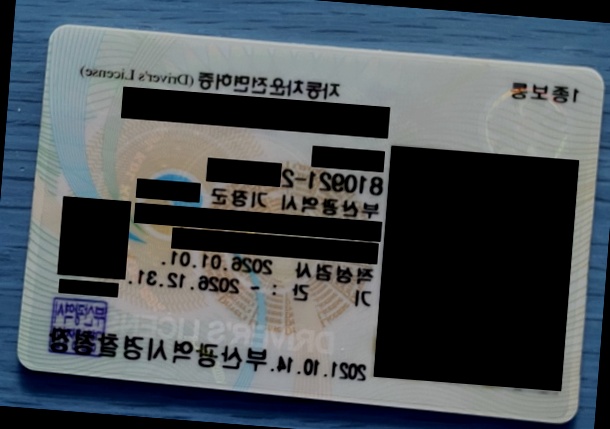 1종보통
자동차운전면허증 (Driver's License)
810921-2
부산광역시 기장군
적성검사 2026.01.01.
기 간 : ~ 2026.12.31.
DRIVER'S LICENSE
2021.10.14. 부산광역시경찰청장